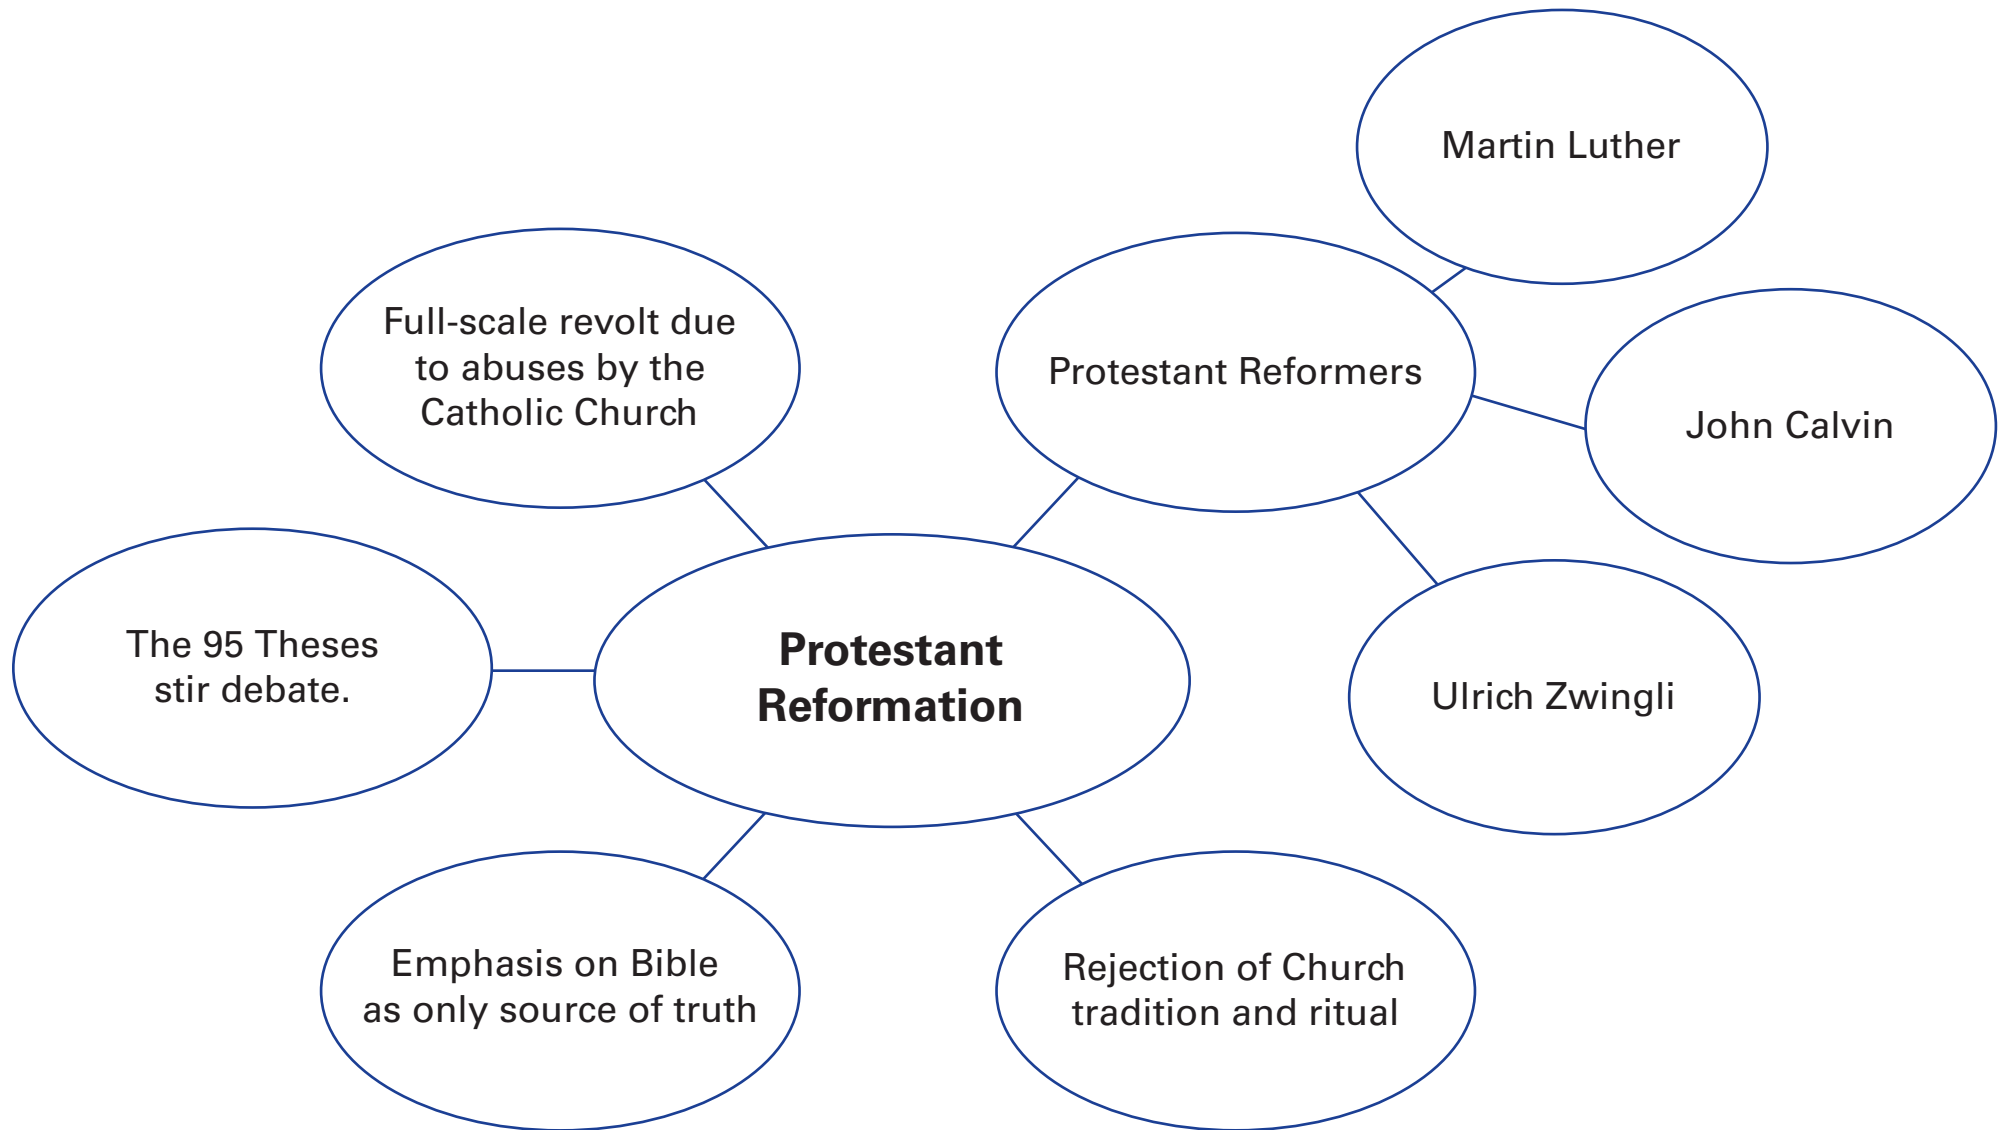 Martin Luther
Full-scale revolt due
to abuses by the
Catholic Church
Protestant Reformers
John Calvin
The 95 Theses
stir debate.
Protestant
Reformation
Ulrich Zwingli
Emphasis on Bible
as only source of truth
Rejection of Church
tradition and ritual